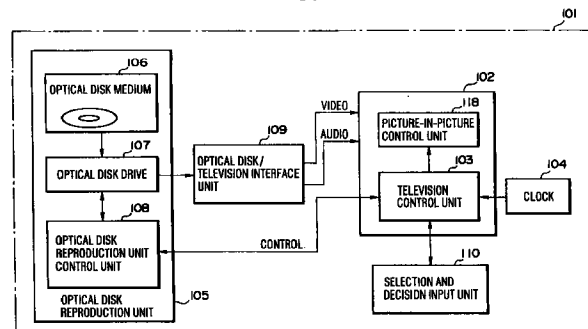 101
106
OPTICAL DISK MEDIUM
107
OPTICAL DISK DRIVE
108
OPTICAL DISK
REPRODUCTION UNIT
CONTROL UNIT
OPTICAL DISK
REPRODUCTION UNIT
105
109
OPTICAL DISK/
TELEVISION INTERFACE
UNIT
VIDEO
AUDIO
CONTROL
102
118
PICTURE-IN-PICTURE
CONTROL UNIT
103
TELEVISION
CONTROL UNIT
104
CLOCK
110
SELECTION AND
DECISION INPUT UNIT